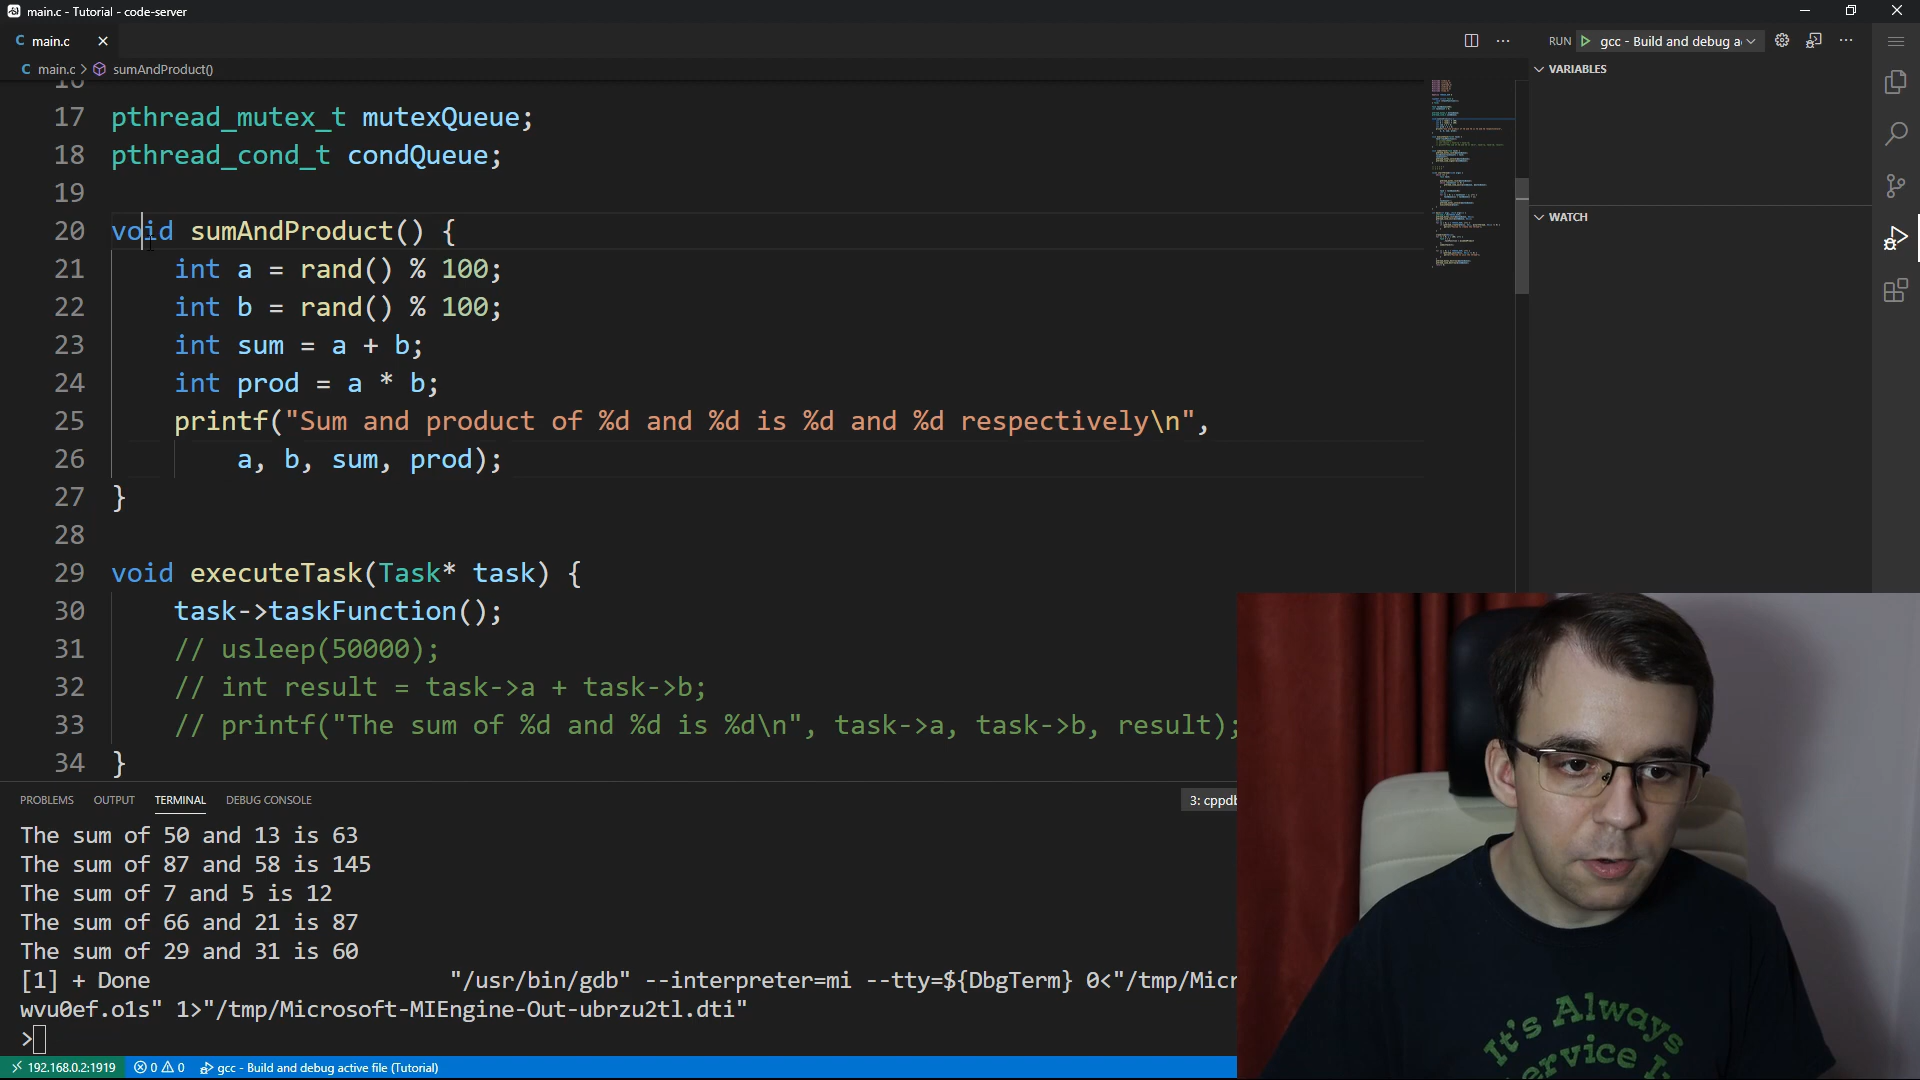 main.c - Tutorial - code-server
main.c
RUN gcc - Build and debug a
main.c > sumAndProduct()
VARIABLES
WATCH
16
17 pthread_mutex_t mutexQueue;
18 pthread_cond_t condQueue;
19
20 void sumAndProduct() {
21 int a = rand() % 100;
22 int b = rand() % 100;
23 int sum = a + b;
24 int prod = a * b;
25 printf("Sum and product of %d and %d is %d and %d respectively\n",
26 a, b, sum, prod);
27 }
28
29 void executeTask(Task* task) {
30 task->taskFunction();
31 // usleep(50000);
32 // int result = task->a + task->b;
33 // printf("The sum of %d and %d is %d\n", task->a, task->b, result);
34 }
PROBLEMS OUTPUT TERMINAL DEBUG CONSOLE 3: cppdb
The sum of 50 and 13 is 63
The sum of 87 and 58 is 145
The sum of 7 and 5 is 12
The sum of 66 and 21 is 87
The sum of 29 and 31 is 60
[1] + Done "/usr/bin/gdb" --interpreter=mi --tty=${DbgTerm} 0<"/tmp/Micr
wvu0ef.o1s" 1>"/tmp/Microsoft-MIEngine-Out-ubrzu2tl.dti"
>
192.168.0.2:1919 0 0 gcc - Build and debug active file (Tutorial)
It's Always